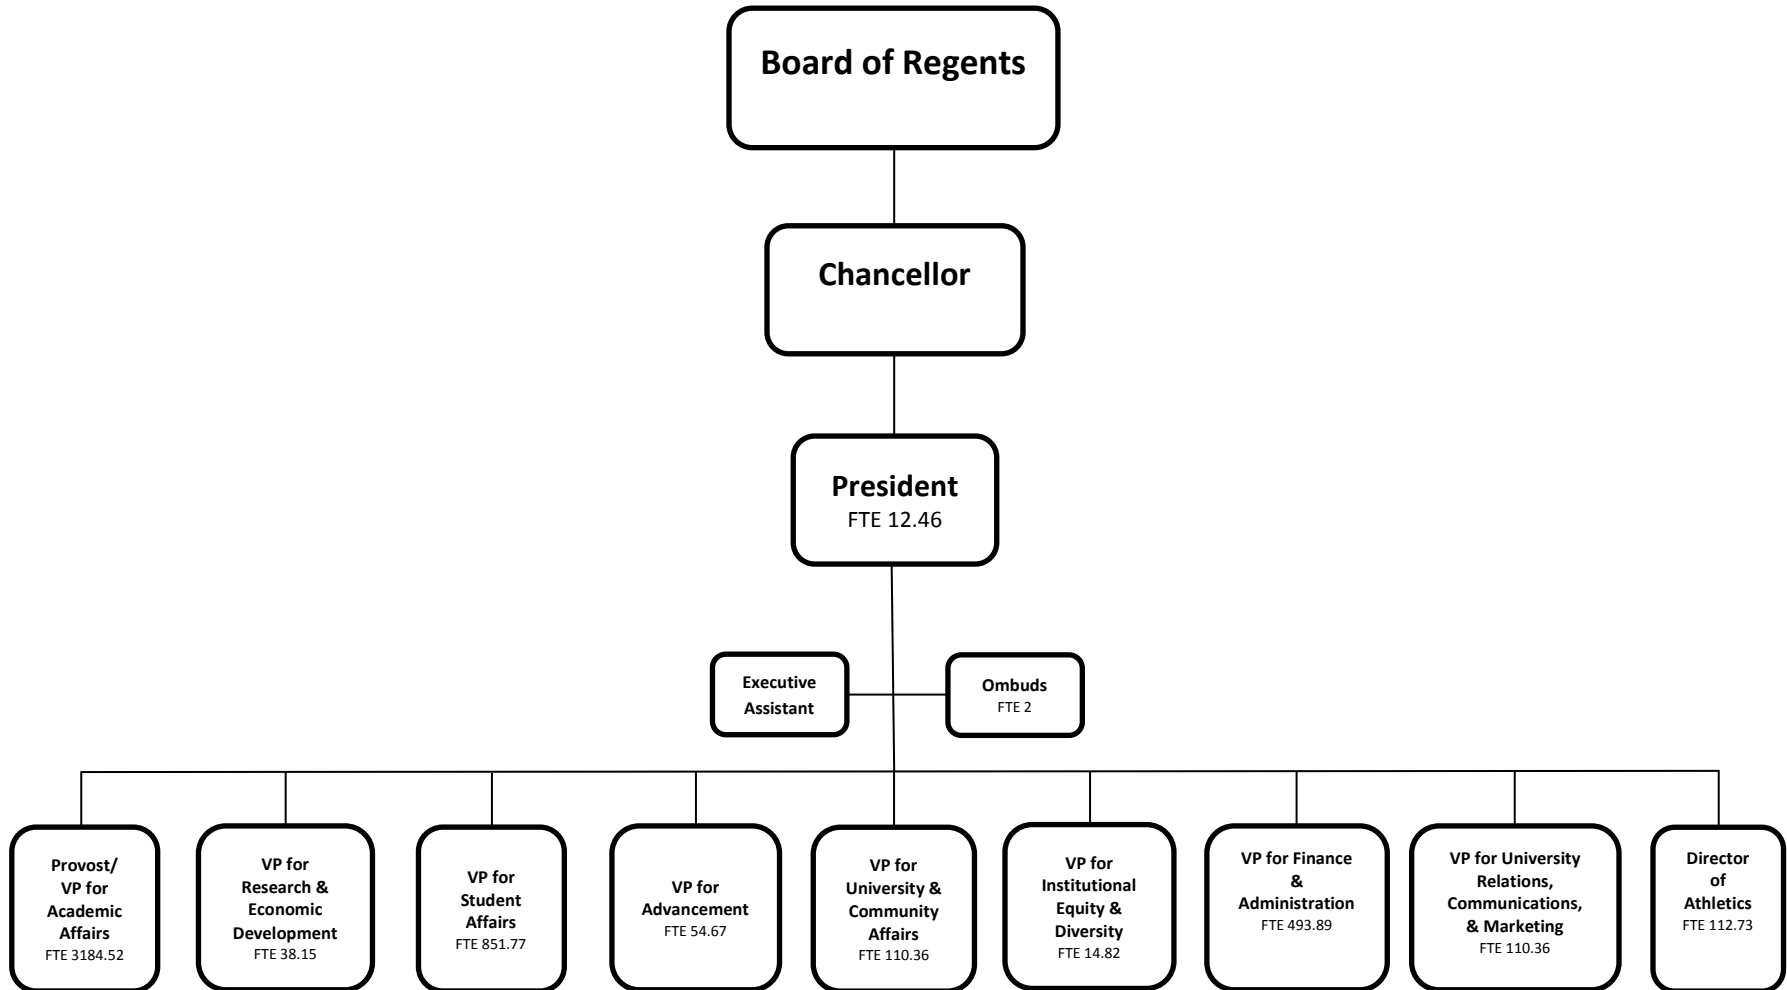 Board of Regents
Chancellor
President
FTE 12.46
Executive
Assistant
Ombuds
FTE 2
Provost/
VP for
Academic
Affairs
FTE 3184.52
VP for
Research &
Economic
Development
FTE 38.15
VP for
Student
Affairs
FTE 851.77
VP for
Advancement
FTE 54.67
VP for
University &
Community
Affairs
FTE 110.36
VP for
Institutional
Equity &
Diversity
FTE 14.82
VP for Finance
&
Administration
FTE 493.89
VP for University
Relations,
Communications,
& Marketing
FTE 110.36
Director
of
Athletics
FTE 112.73